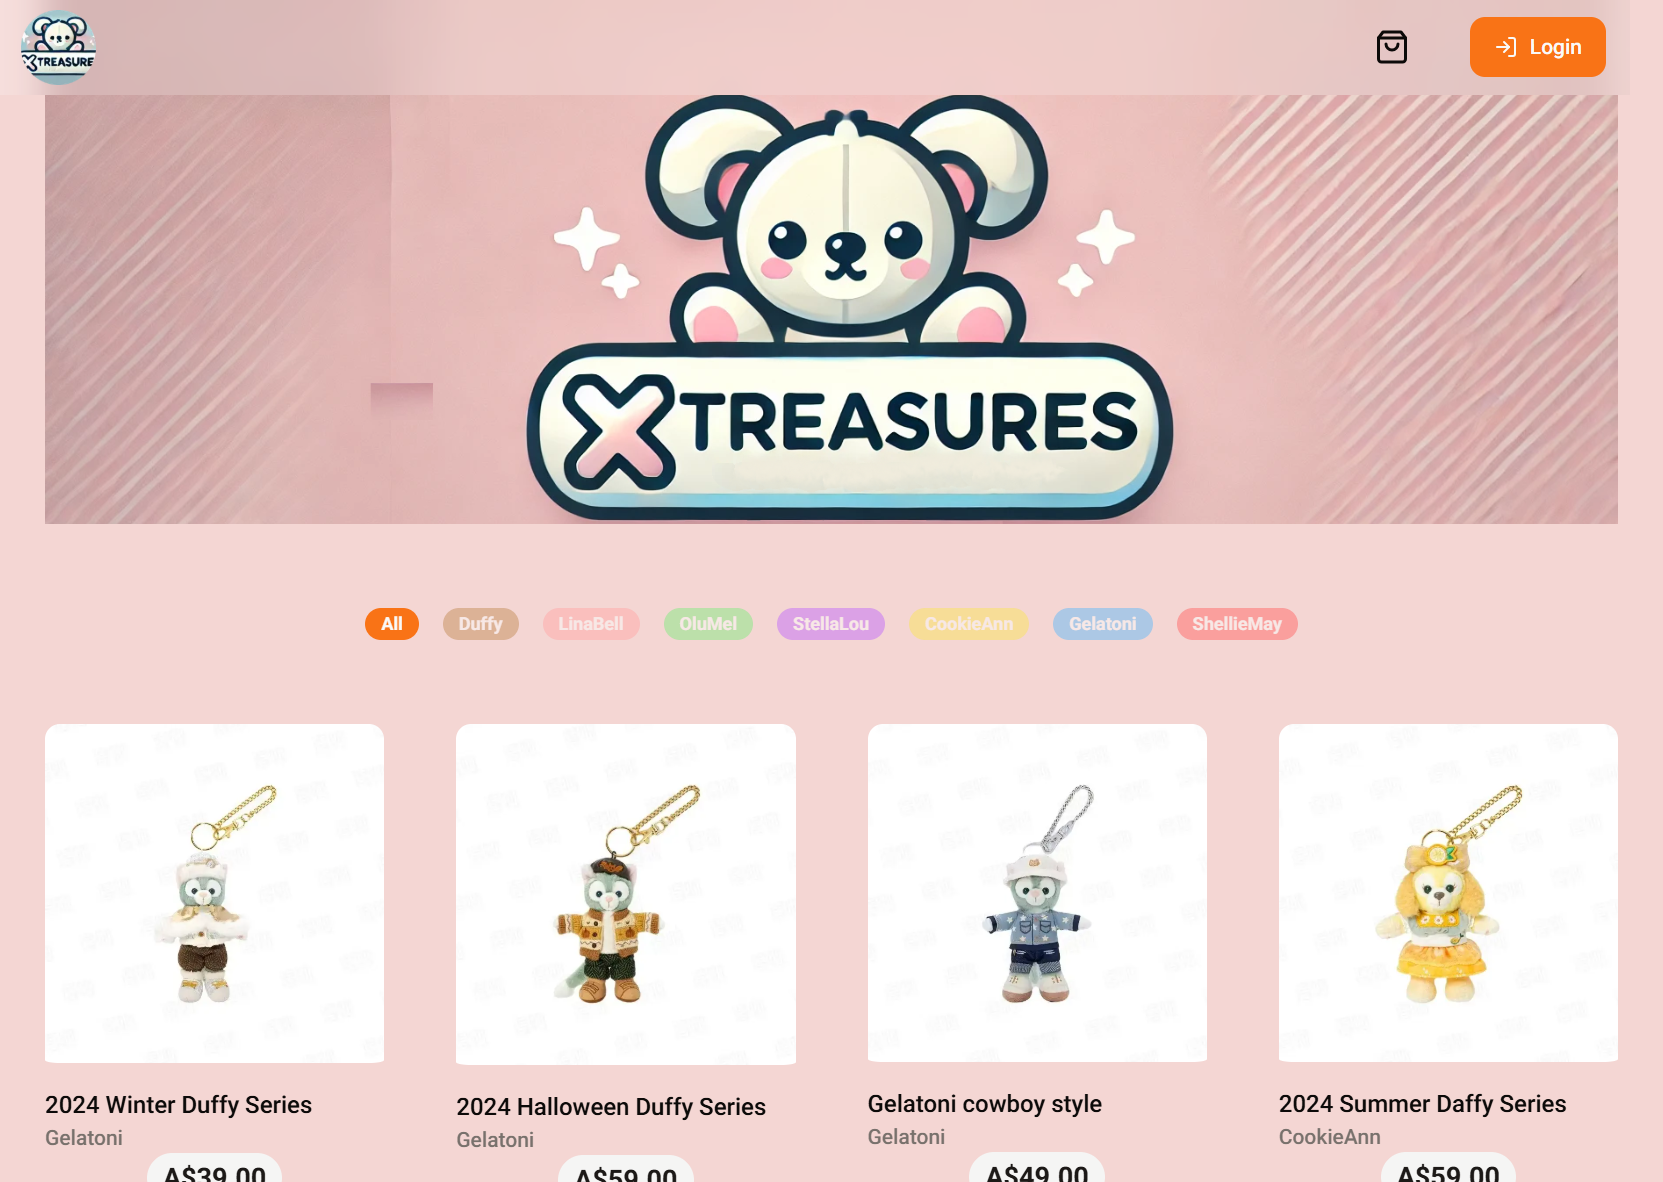 XTREASURE
Login
XTREASURES
All
Duffy
LinaBell
OluMel
StellaLou
CookieAnn
Gelatoni
ShellieMay
2024 Winter Duffy Series
Gelatoni
A$39.00
2024 Halloween Duffy Series
Gelatoni
A$59.00
Gelatoni cowboy style
Gelatoni
A$49.00
2024 Summer Daffy Series
CookieAnn
A$59.00